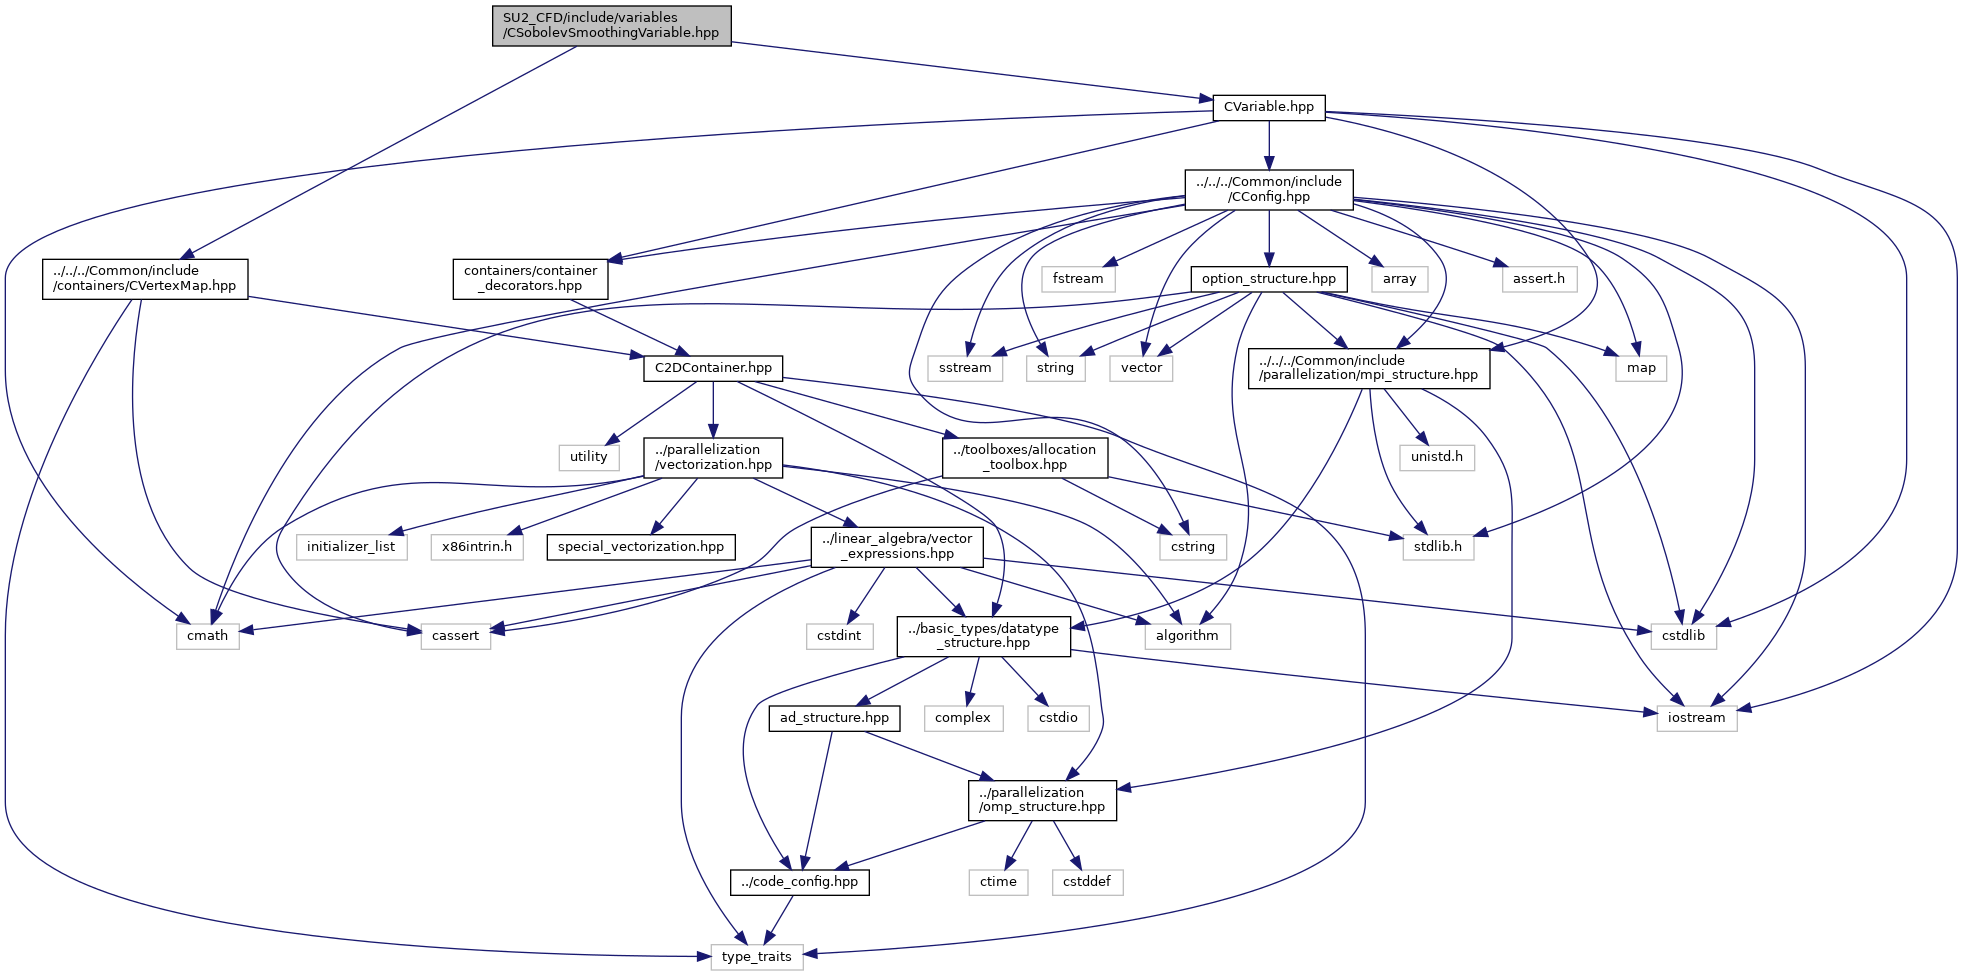 SU2_CFD/include/variables
/CSobolevSmoothingVariable.hpp
CVariable.hpp
../../../Common/include
/CConfig.hpp
../../../Common/include
/containers/CVertexMap.hpp
containers/container
_decorators.hpp
fstream
option_structure.hpp
array
assert.h
C2DContainer.hpp
sstream
string
vector
../../../Common/include
/parallelization/mpi_structure.hpp
map
utility
../parallelization
/vectorization.hpp
../toolboxes/allocation
_toolbox.hpp
unistd.h
initializer_list
x86intrin.h
special_vectorization.hpp
../linear_algebra/vector
_expressions.hpp
cstring
stdlib.h
cmath
cassert
cstdint
../basic_types/datatype
_structure.hpp
algorithm
cstdlib
ad_structure.hpp
complex
cstdio
iostream
../parallelization
/omp_structure.hpp
../code_config.hpp
ctime
cstddef
type_traits